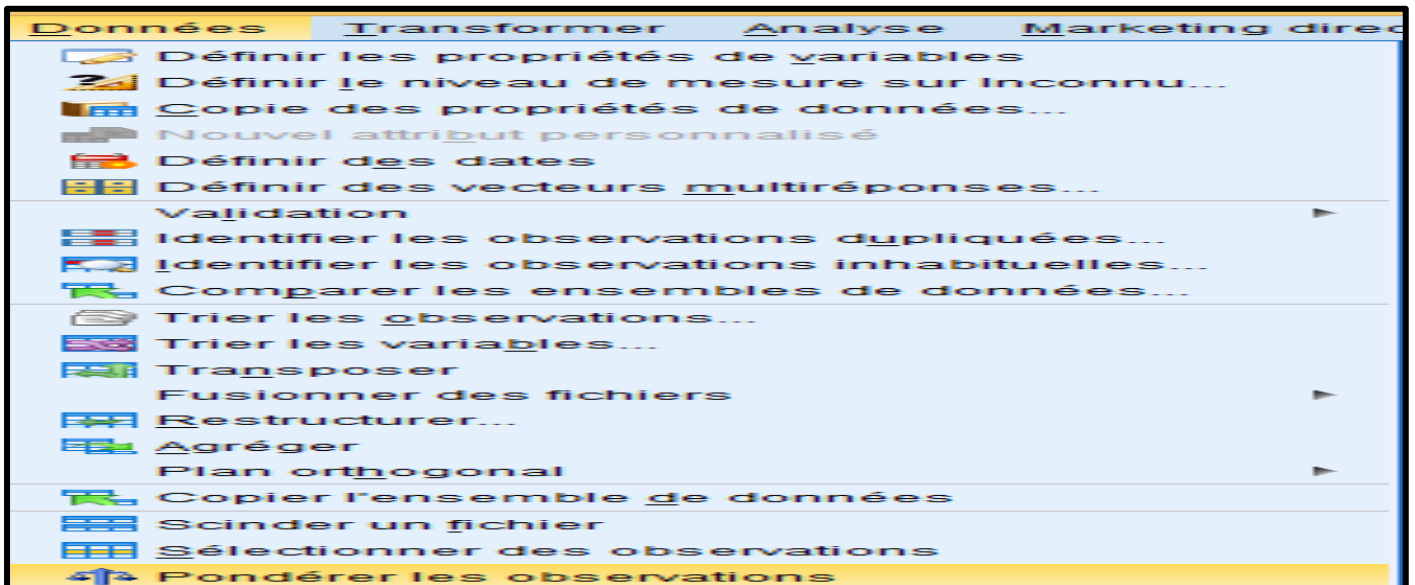 Données Transformer Analyse Marketing direc
Définir les propriétés de variables
Définir le niveau de mesure sur Inconnu...
Copie des propriétés de données...
Nouvel attribut personnalisé
Définir des dates
Définir des vecteurs multiréponses...
Validation
Identifier les observations dupliquées...
Identifier les observations inhabituelles...
Comparer les ensembles de données...
Trier les observations...
Trier les variables...
Transposer
Fusionner des fichiers
Restructurer...
Agréger
Plan orthogonal
Copier l'ensemble de données
Scinder un fichier
Sélectionner des observations
Pondérer les observations